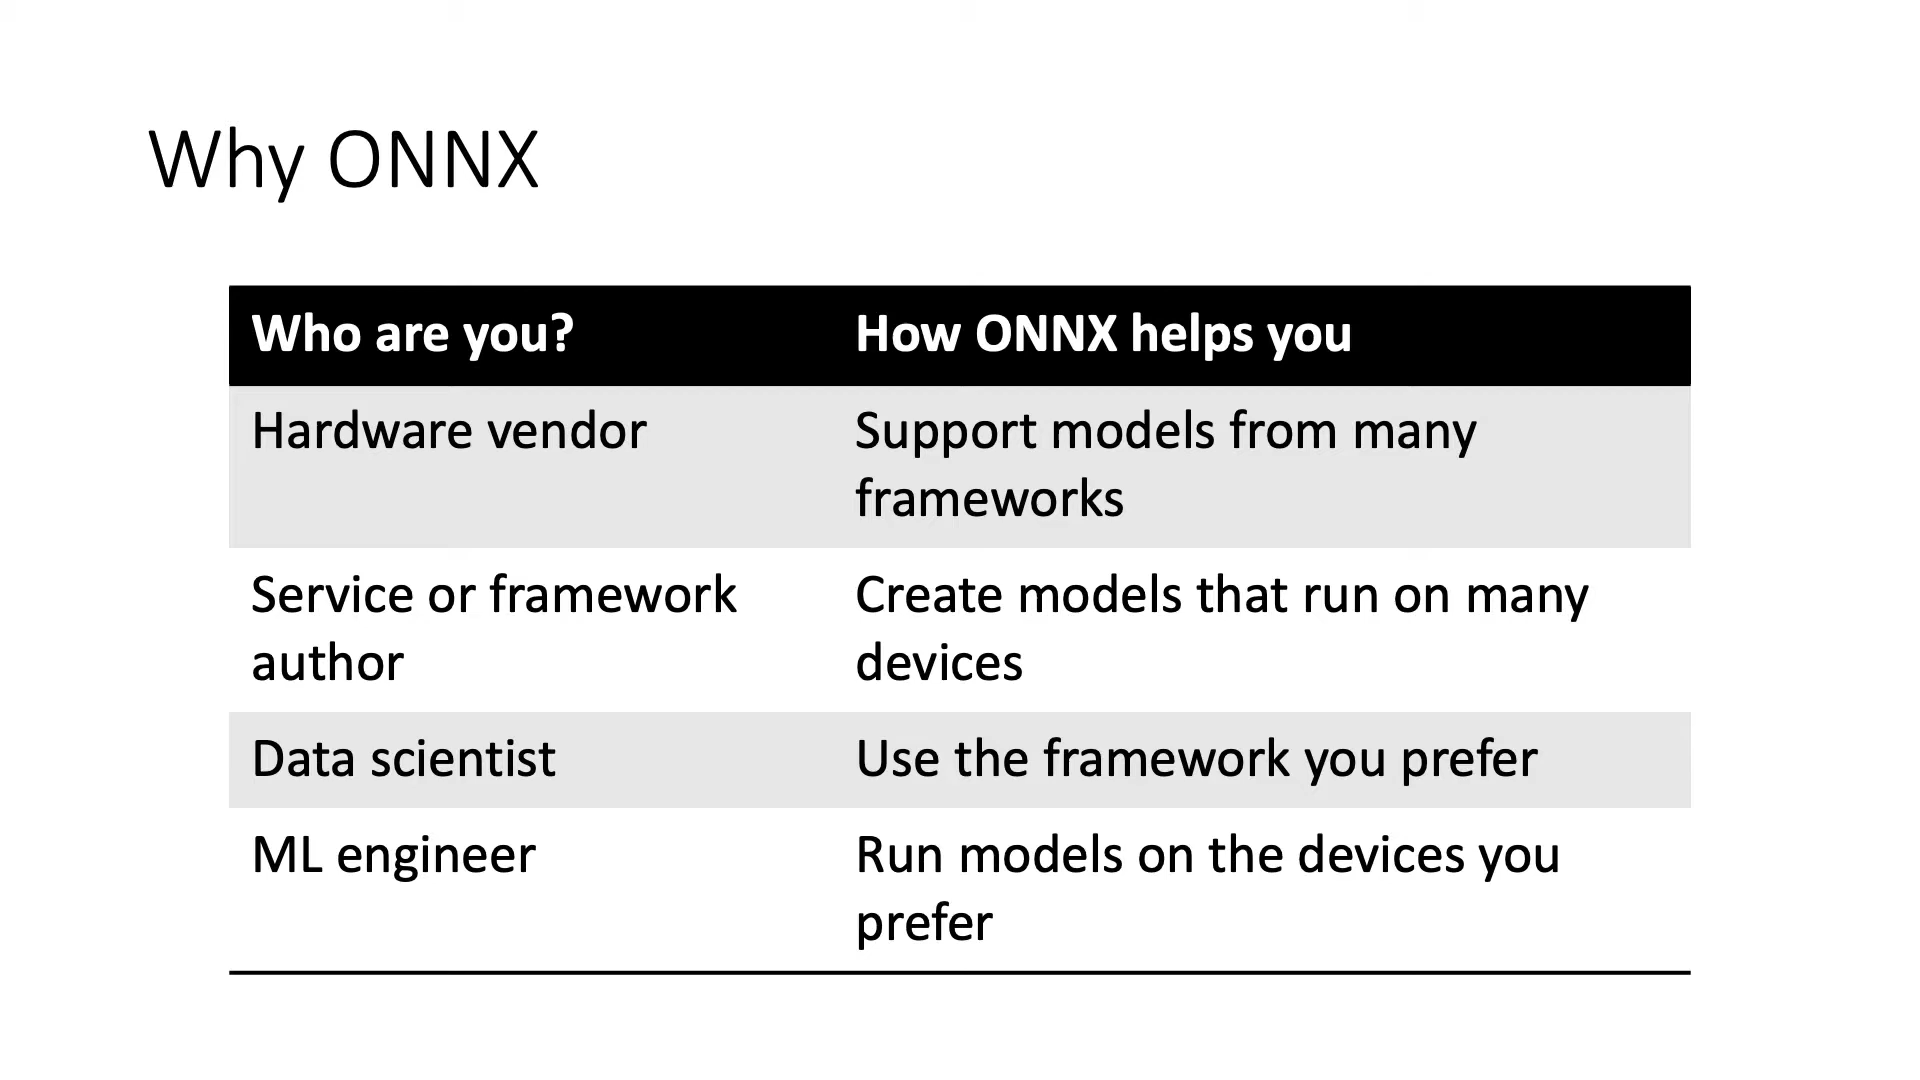 Why ONNX
Who are you?
How ONNX helps you
Hardware vendor
Support models from many
frameworks
Service or framework
author
Create models that run on many
devices
Data scientist
Use the framework you prefer
ML engineer
Run models on the devices you
prefer